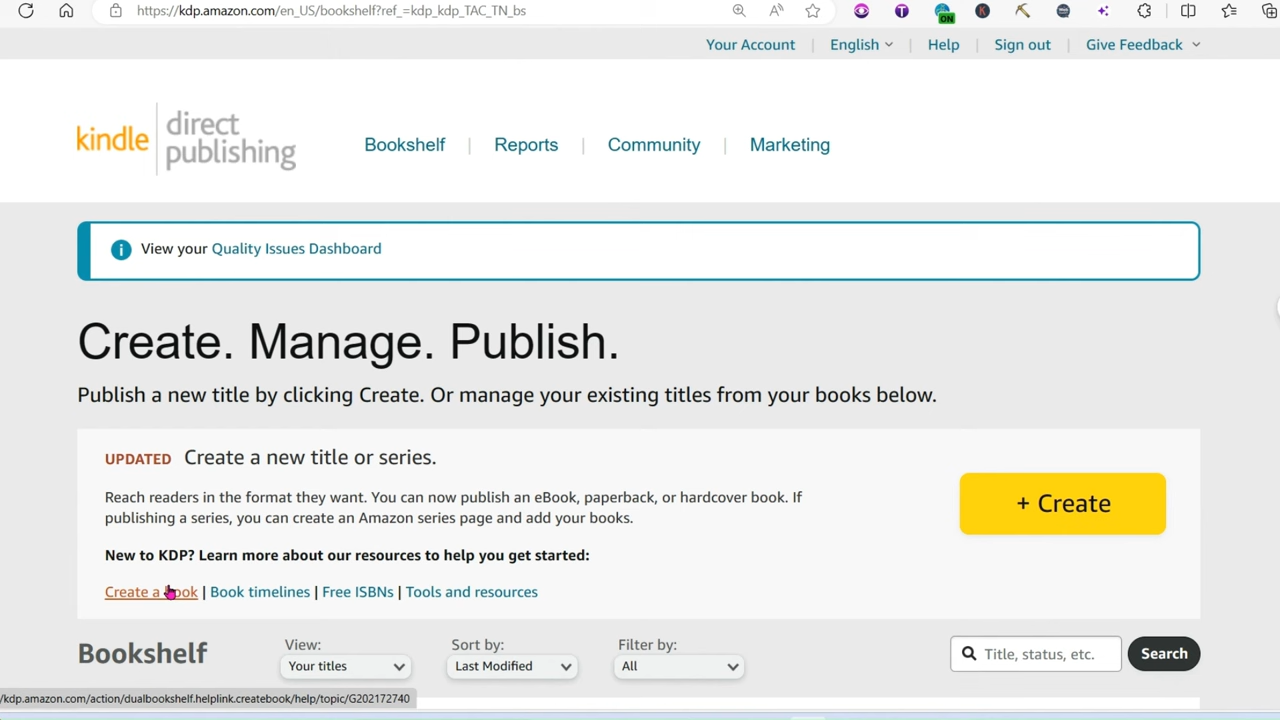 https://kdp.amazon.com/en_US/bookshelf?ref_=kdp_kdp_TAC_TN_bs
ON
Your Account | English | Help | Sign out | Give Feedback
kindle direct publishing
Bookshelf | Reports | Community | Marketing
View your Quality Issues Dashboard
Create. Manage. Publish.
Publish a new title by clicking Create. Or manage your existing titles from your books below.
UPDATED Create a new title or series.
Reach readers in the format they want. You can now publish an eBook, paperback, or hardcover book. If
publishing a series, you can create an Amazon series page and add your books.
+ Create
New to KDP? Learn more about our resources to help you get started:
Create a book | Book timelines | Free ISBNs | Tools and resources
Bookshelf
View:
Your titles
Sort by:
Last Modified
Filter by:
All
Title, status, etc.
Search
/kdp.amazon.com/action/dualbookshelf.helplink.createbook/help/topic/G202172740